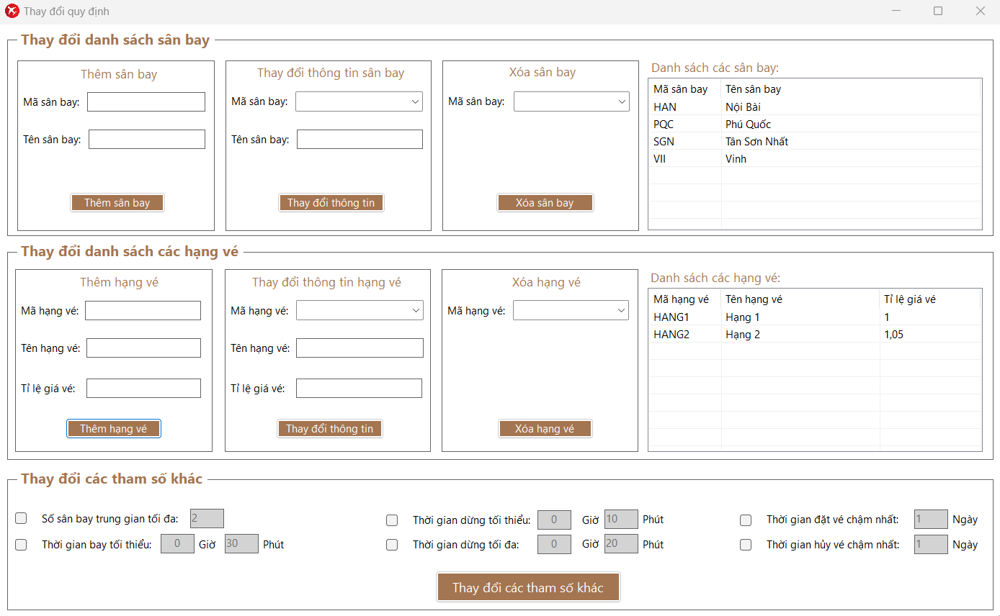 Thay đổi quy định
Thay đổi danh sách sân bay
Thêm sân bay
Mã sân bay:
Tên sân bay:
Thêm sân bay
Thay đổi thông tin sân bay
Mã sân bay:
Tên sân bay:
Thay đổi thông tin
Xóa sân bay
Mã sân bay:
Xóa sân bay
Danh sách các sân bay:
Mã sân bay Tên sân bay
HAN Nội Bài
PQC Phú Quốc
SGN Tân Sơn Nhất
VII Vinh
Thay đổi danh sách các hạng vé
Thêm hạng vé
Mã hạng vé:
Tên hạng vé:
Tỉ lệ giá vé:
Thêm hạng vé
Thay đổi thông tin hạng vé
Mã hạng vé:
Tên hạng vé:
Tỉ lệ giá vé:
Thay đổi thông tin
Xóa hạng vé
Mã hạng vé:
Xóa hạng vé
Danh sách các hạng vé:
Mã hạng vé Tên hạng vé Tỉ lệ giá vé
HANG1 Hạng 1 1
HANG2 Hạng 2 1,05
Thay đổi các tham số khác
Số sân bay trung gian tối đa: 2
Thời gian bay tối thiểu: 0 Giờ 30 Phút
Thời gian dừng tối thiểu: 0 Giờ 10 Phút
Thời gian dừng tối đa: 0 Giờ 20 Phút
Thời gian đặt vé chậm nhất: 1 Ngày
Thời gian hủy vé chậm nhất: 1 Ngày
Thay đổi các tham số khác